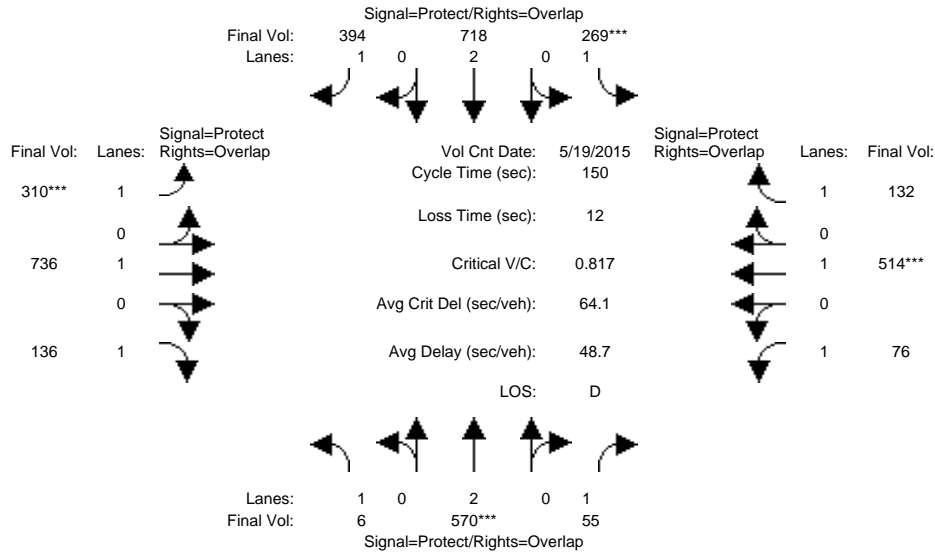 Signal=Protect/Rights=Overlap
Final Vol: 394 718 269***
Lanes: 1 0 2 0 1
Signal=Protect
Final Vol: Lanes: Rights=Overlap
Vol Cnt Date: 5/19/2015
Signal=Protect
Rights=Overlap Lanes: Final Vol:
Cycle Time (sec): 150
310*** 1
1 132
Loss Time (sec): 12
0
0
736 1
Critical V/C: 0.817
1 514***
0
Avg Crit Del (sec/veh): 64.1
0
136 1
Avg Delay (sec/veh): 48.7
1 76
LOS: D
Lanes: 1 0 2 0 1
Final Vol: 6 570*** 55
Signal=Protect/Rights=Overlap